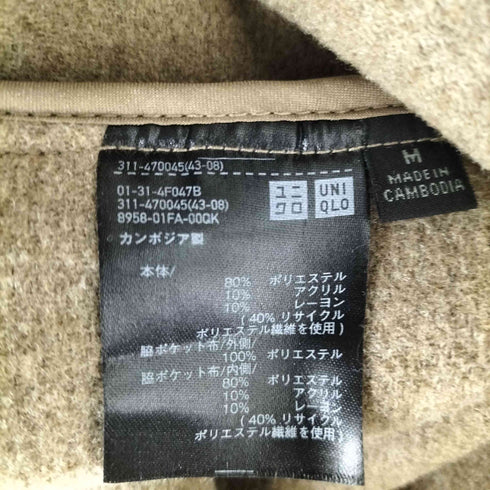 311-470045(43-08)
01-31-4F047B
311-470045(43-08)
8958-01FA-00QK
カンボジア製
ユニ
クロ
UNI
QLO
M
MADE IN
CAMBODIA
本体/
80% ポリエステル
10% アクリル
10% レーヨン
(40% リサイクル
ポリエステル繊維を使用)
脇ポケット布/外側/
100% ポリエステル
脇ポケット布/内側/
80% ポリエステル
10% アクリル
10% レーヨン
(40% リサイクル
ポリエステル繊維を使用)